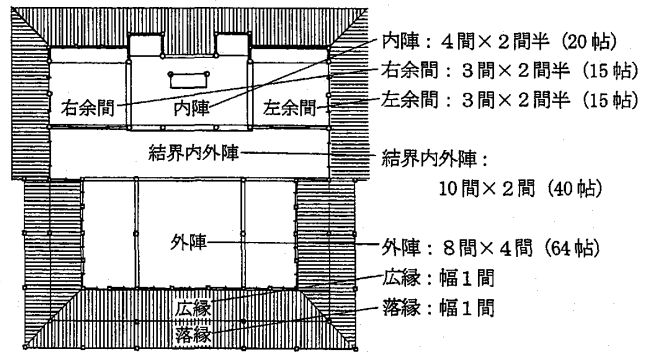 内陣：４間×２間半（20帖）
右余間：３間×２間半（15帖）
左余間：３間×２間半（15帖）
結界内外陣：
10間×２間（40帖）
外陣：８間×４間（64帖）
広縁：幅１間
落縁：幅１間
右余間
内陣
左余間
結界内外陣
外陣
広縁
落縁